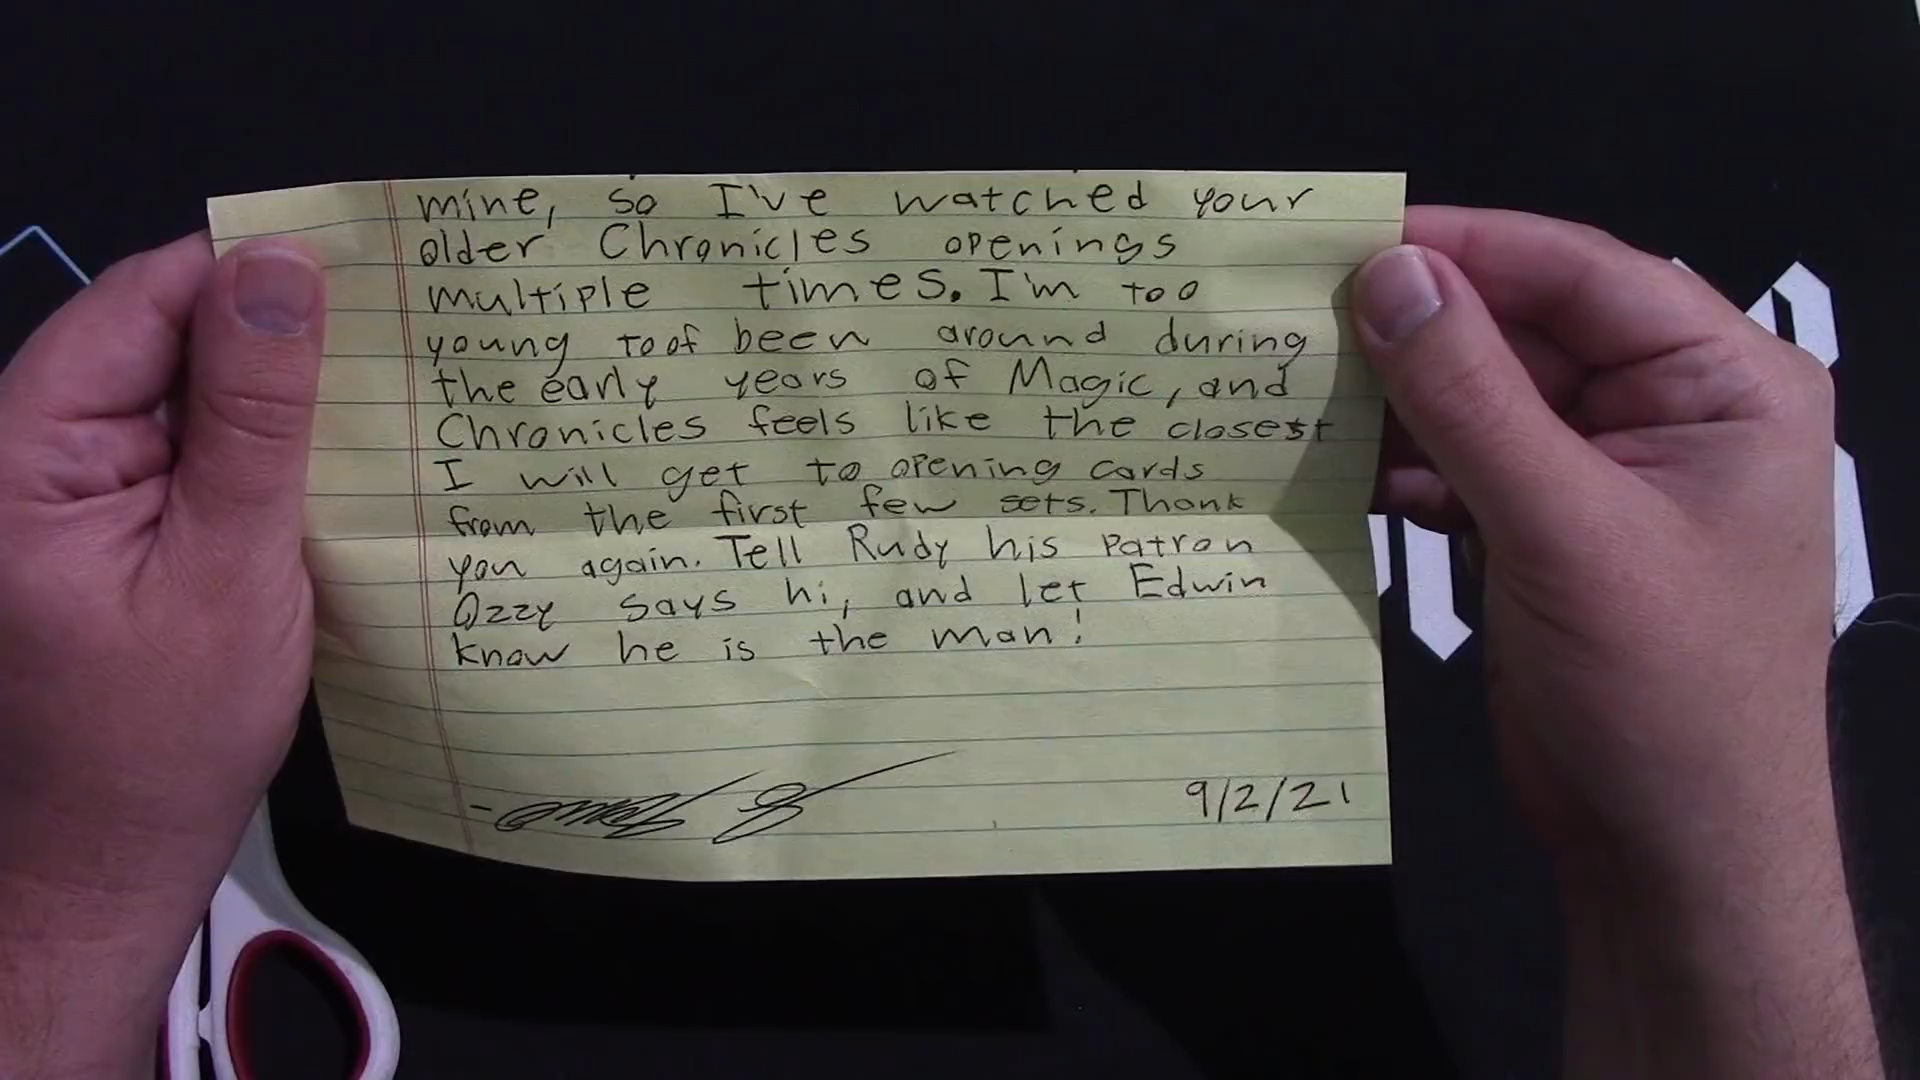 mine, so I've watched your
older Chronicles openings
multiple times. I'm too
young toof been around during
the early years of Magic, and
Chronicles feels like the closest
I will get to opening cards
from the first few sets. Thank
you again. Tell Rudy his patron
Ozzy says hi, and let Edwin
know he is the man!
9/2/21